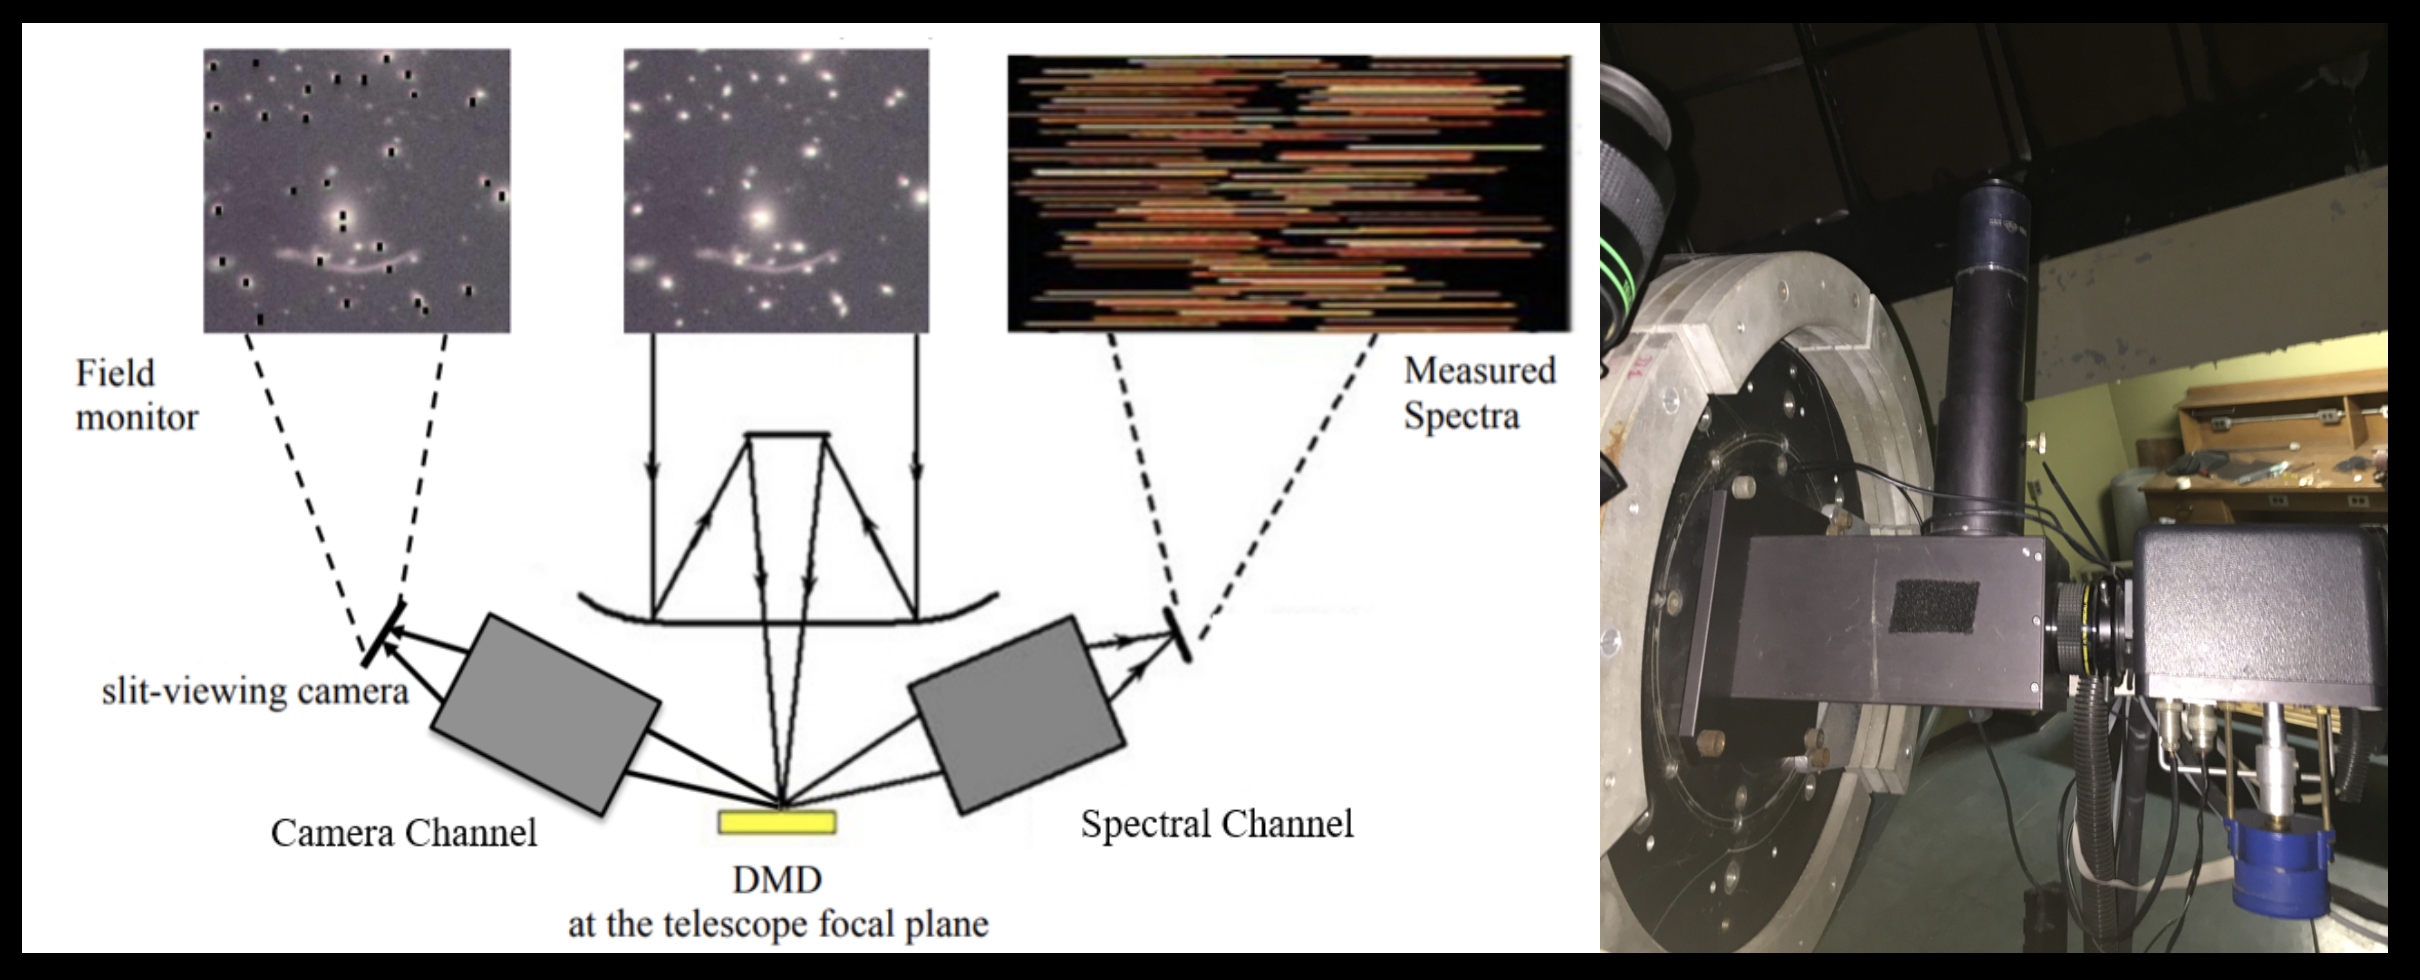 Field
monitor
Measured
Spectra
slit-viewing camera
Camera Channel
Spectral Channel
DMD
at the telescope focal plane